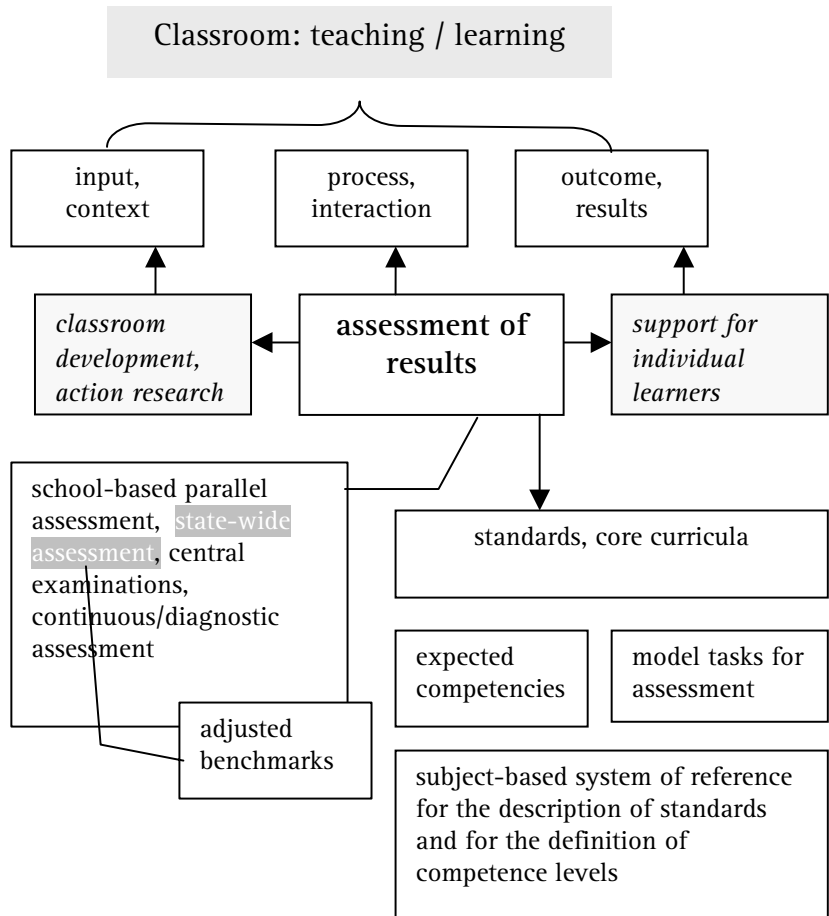 Classroom: teaching / learning
input,
context
process,
interaction
outcome,
results
classroom
development,
action research
assessment of
results
support for
individual
learners
school-based parallel
assessment, state-wide
assessment, central
examinations,
continuous/diagnostic
assessment
adjusted
benchmarks
standards, core curricula
expected
competencies
model tasks for
assessment
subject-based system of reference
for the description of standards
and for the definition of
competence levels